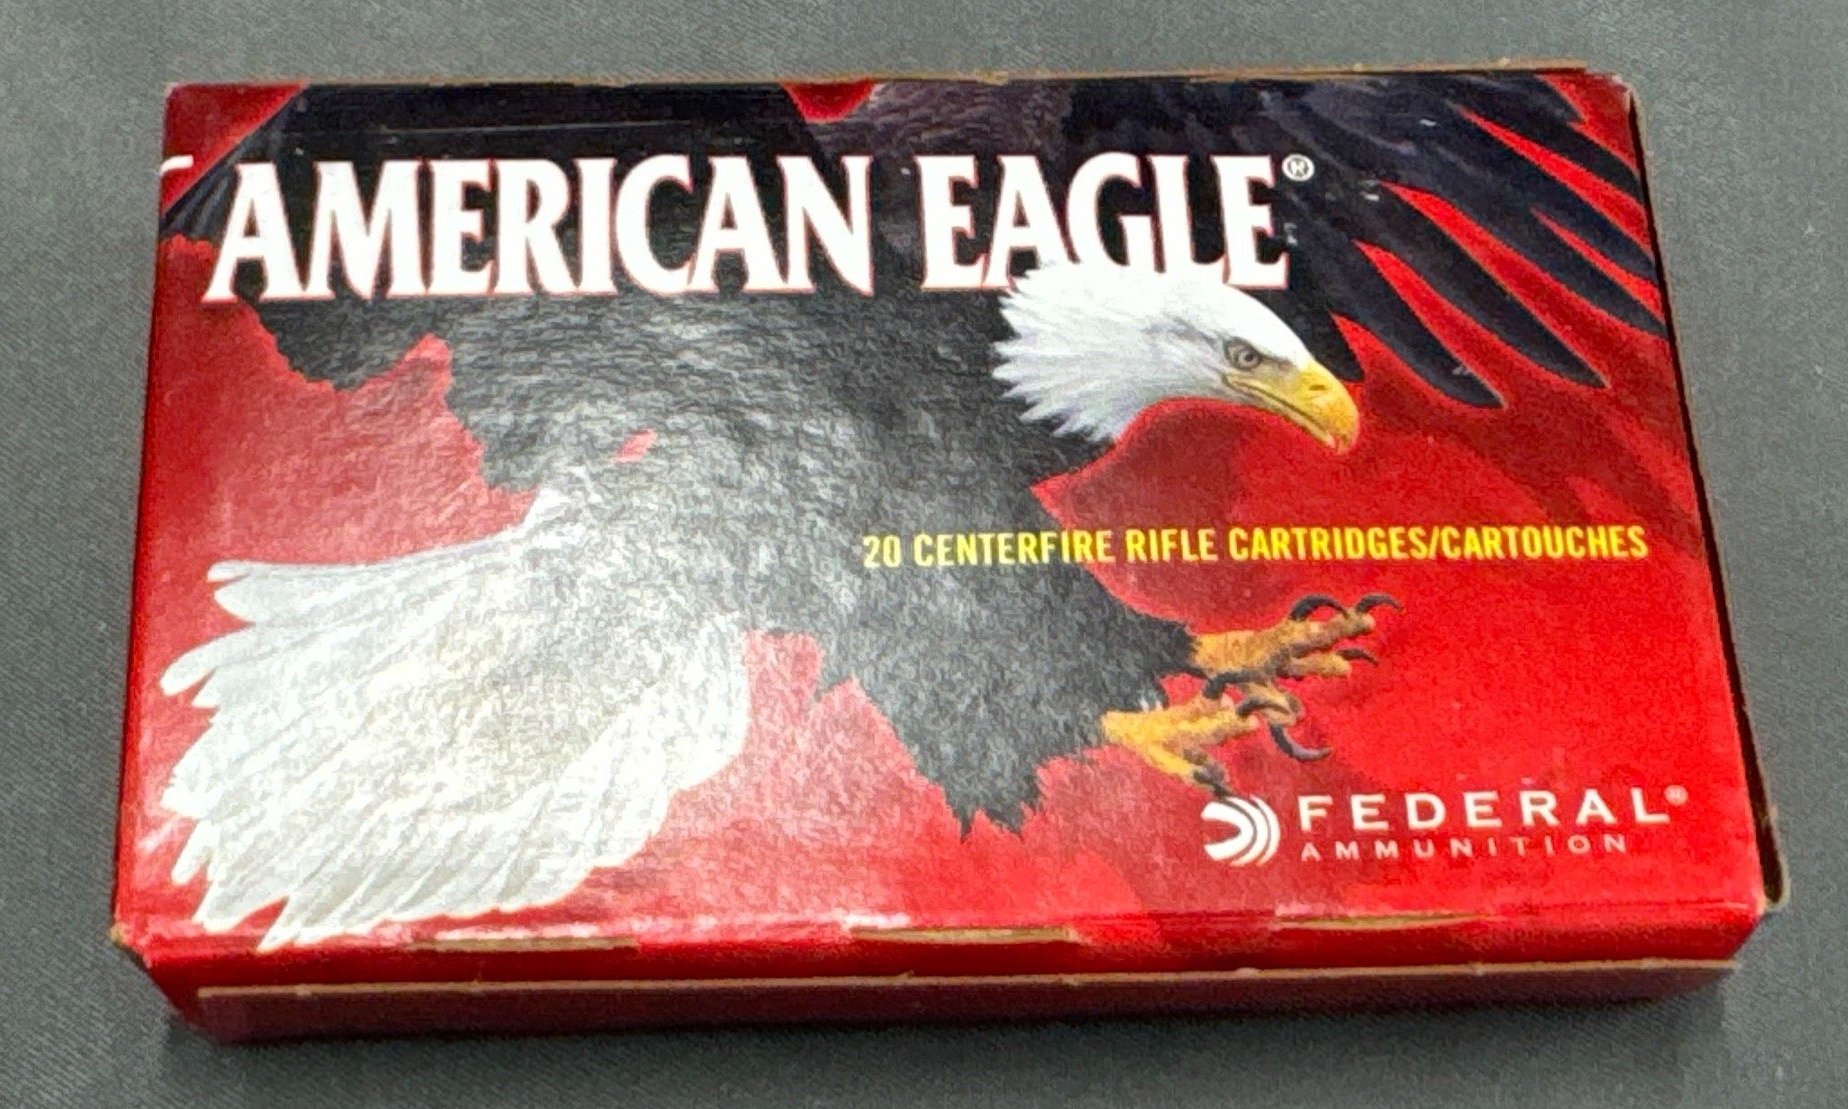 AMERICAN EAGLE®
20 CENTERFIRE RIFLE CARTRIDGES/CARTOUCHES
FEDERAL®
AMMUNITION